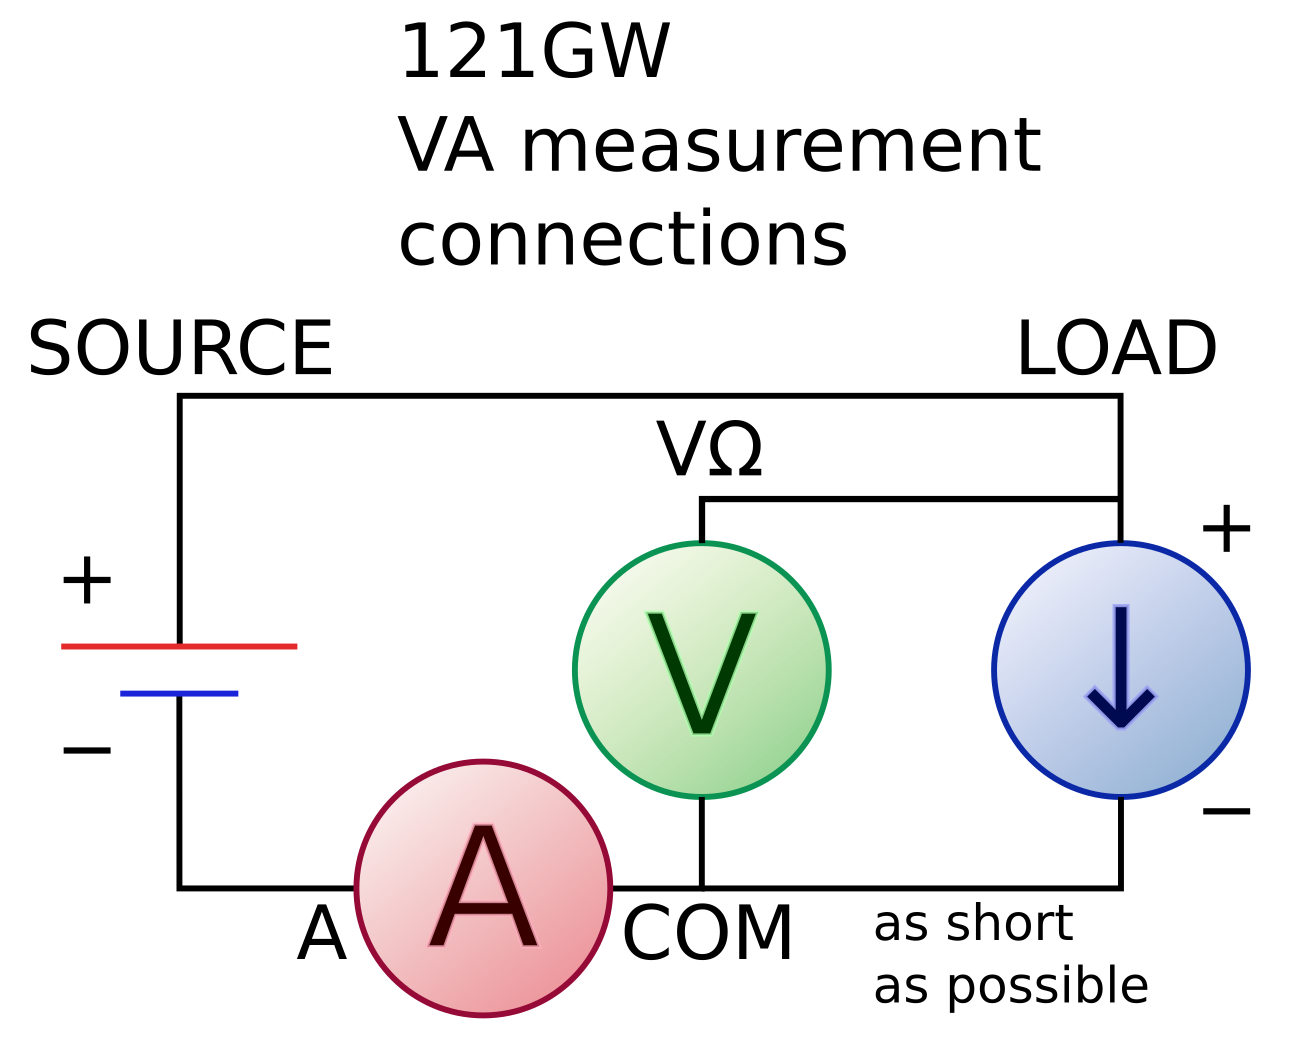 121GW
VA measurement
connections
SOURCE
LOAD
VΩ
+
+
V
↓
−
−
A
A
COM
as short
as possible